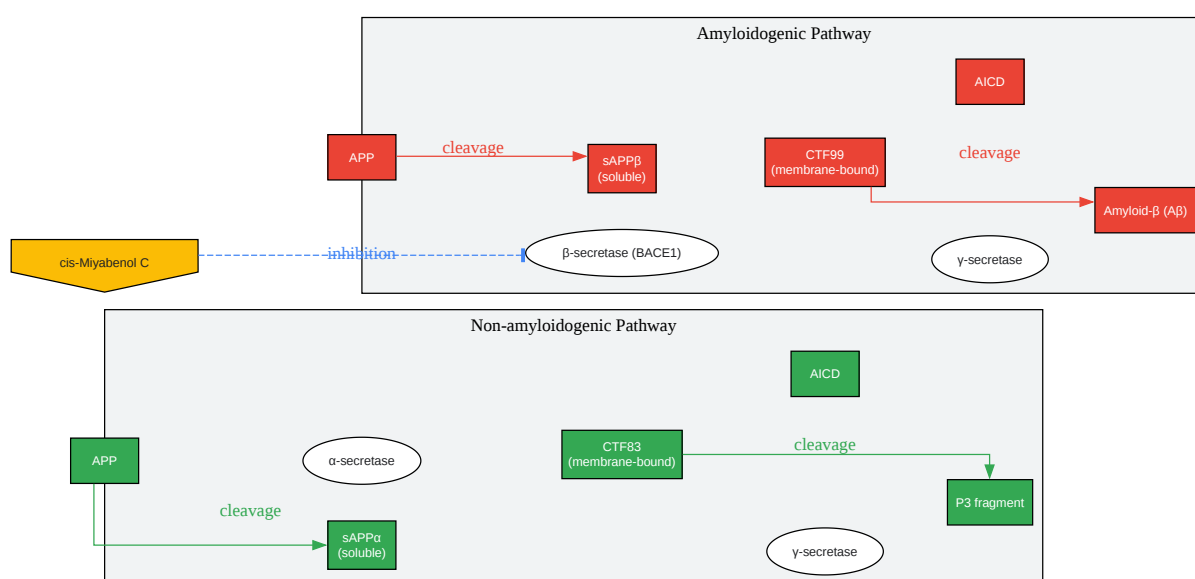 Amyloidogenic Pathway
AICD
APP
cleavage
sAPPβ
(soluble)
CTF99
(membrane-bound)
cleavage
Amyloid-β (Aβ)
cis-Miyabenol C
inhibition
β-secretase (BACE1)
γ-secretase
Non-amyloidogenic Pathway
AICD
APP
α-secretase
CTF83
(membrane-bound)
cleavage
P3 fragment
cleavage
sAPPα
(soluble)
γ-secretase